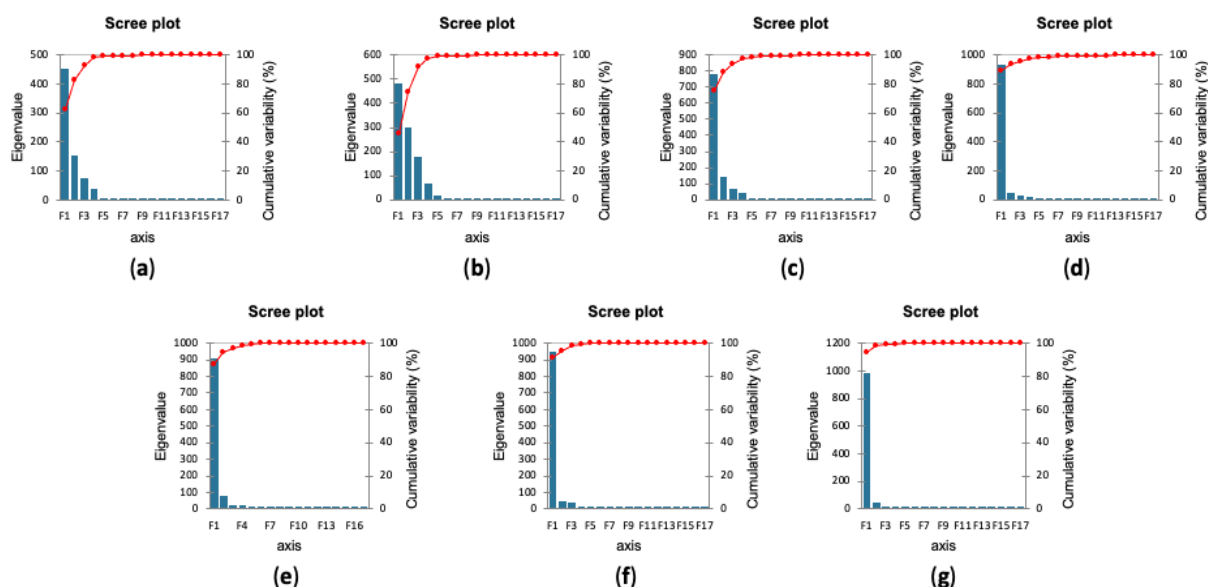 Scree plot
500
400
300
200
100
0
Eigenvalue
100
80
60
40
20
0
Cumulative variability (%)
F1 F3 F5 F7 F9 F11 F13 F15 F17
axis
(a)
Scree plot
600
500
400
300
200
100
0
Eigenvalue
100
80
60
40
20
0
Cumulative variability (%)
F1 F3 F5 F7 F9 F11 F13 F15 F17
axis
(b)
Scree plot
900
800
700
600
500
400
300
200
100
0
Eigenvalue
100
80
60
40
20
0
Cumulative variability (%)
F1 F3 F5 F7 F9 F11 F13 F15 F17
axis
(c)
Scree plot
1000
800
600
400
200
0
Eigenvalue
100
80
60
40
20
0
Cumulative variability (%)
F1 F3 F5 F7 F9 F11 F13 F15 F17
axis
(d)
Scree plot
1000
900
800
700
600
500
400
300
200
100
0
Eigenvalue
100
80
60
40
20
0
Cumulative variability (%)
F1 F4 F7 F10 F13 F16
axis
(e)
Scree plot
1000
900
800
700
600
500
400
300
200
100
0
Eigenvalue
100
80
60
40
20
0
Cumulative variability (%)
F1 F3 F5 F7 F9 F11 F13 F15 F17
axis
(f)
Scree plot
1200
1000
800
600
400
200
0
Eigenvalue
100
80
60
40
20
0
Cumulative variability (%)
F1 F3 F5 F7 F9 F11 F13 F15 F17
axis
(g)